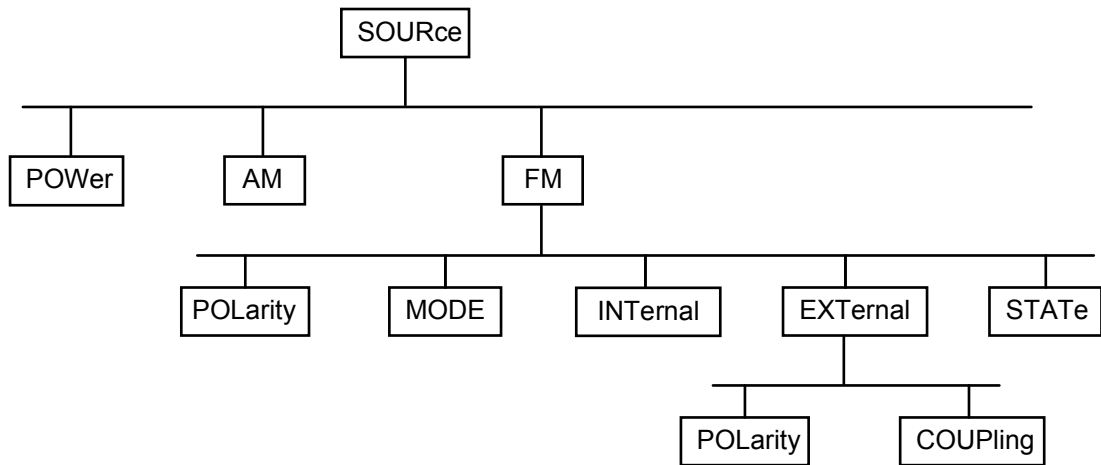 SOURce
POWer
AM
FM
POLarity
MODE
INTernal
EXTernal
STATe
POLarity
COUPling